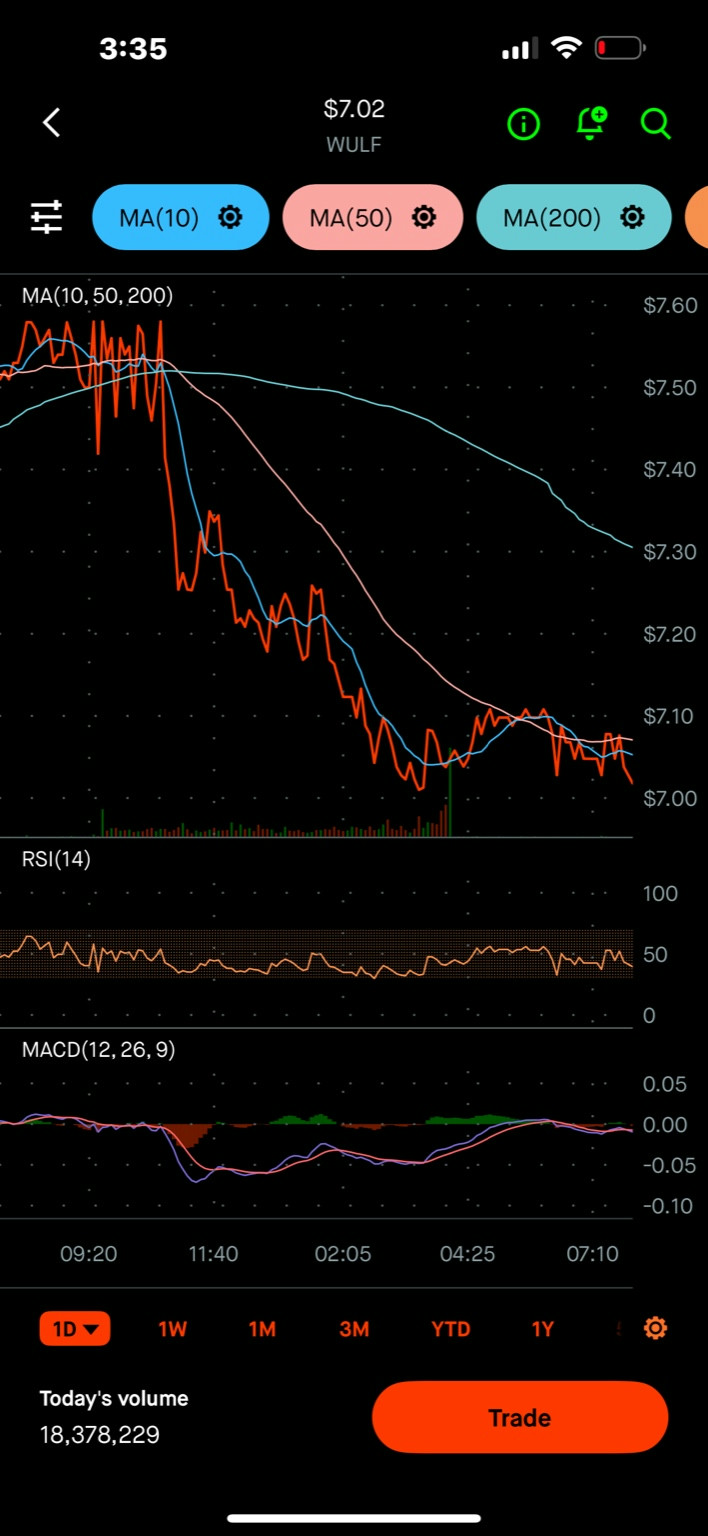 3:35
$7.02
WULF
MA(10) MA(50) MA(200)
MA(10,50,200)
$7.60
$7.50
$7.40
$7.30
$7.20
$7.10
$7.00
RSI(14)
100
50
0
MACD(12,26,9)
0.05
0.00
-0.05
-0.10
09:20 11:40 02:05 04:25 07:10
1D 1W 1M 3M YTD 1Y
Today's volume
18,378,229
Trade